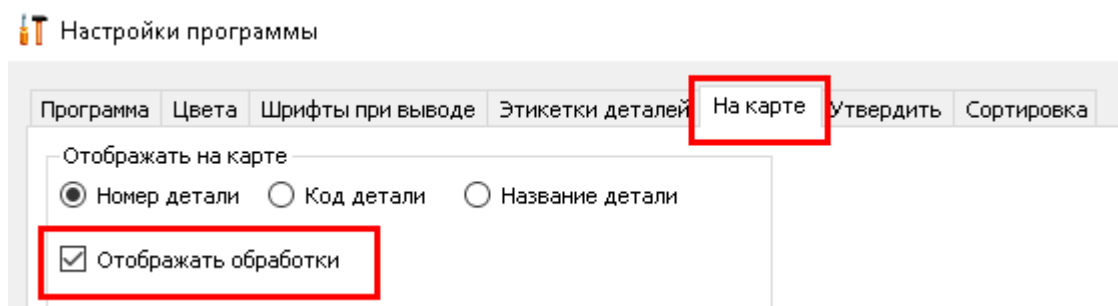 Настройки программы
Программа Цвета Шрифты при выводе Этикетки деталей На карте Утвердить Сортировка
Отображать на карте
Номер детали Код детали Название детали
Отображать обработки